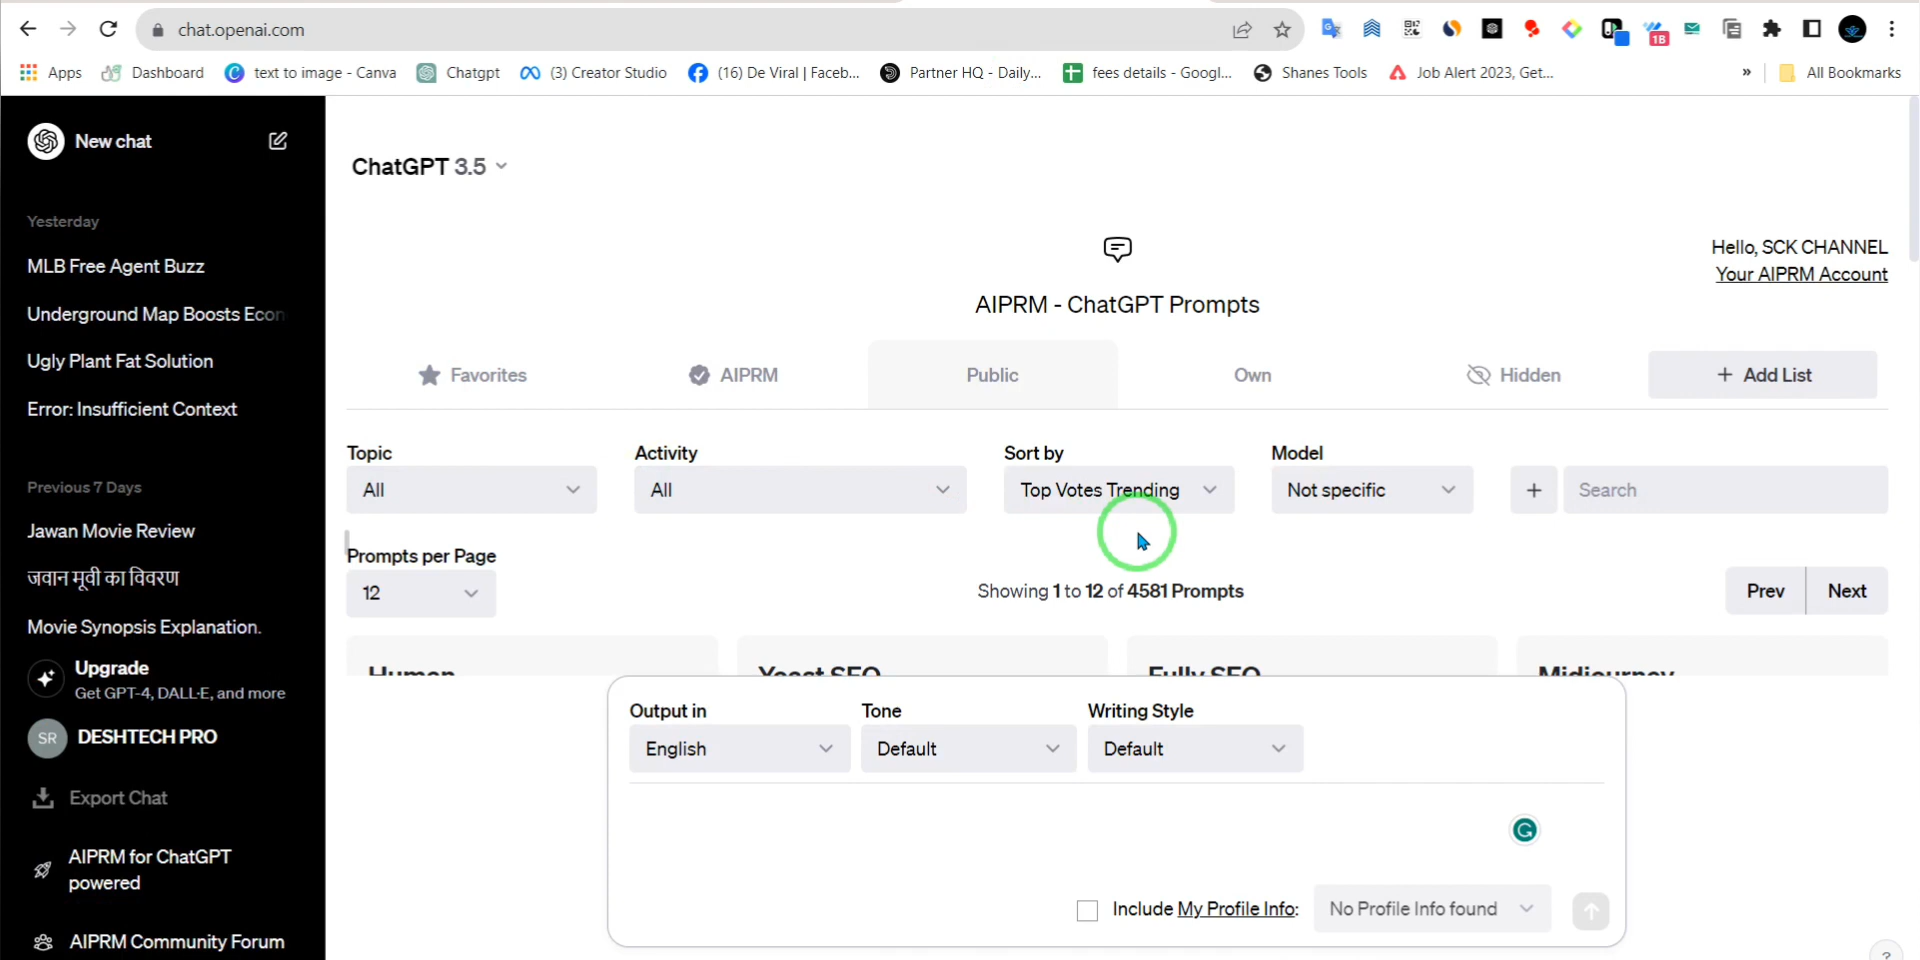 chat.openai.com
18
Apps
Dashboard
text to image - Canva
Chatgpt
(3) Creator Studio
(16) De Viral | Faceb...
Partner HQ - Daily...
fees details - Googl...
Shanes Tools
Job Alert 2023, Get...
»
All Bookmarks
New chat
ChatGPT 3.5
Yesterday
MLB Free Agent Buzz
Underground Map Boosts Econ
Ugly Plant Fat Solution
Error: Insufficient Context
Previous 7 Days
Jawan Movie Review
जवान मूवी का विवरण
Movie Synopsis Explanation.
Upgrade
Get GPT-4, DALL·E, and more
SR
DESHTECH PRO
Export Chat
AIPRM for ChatGPT
powered
AIPRM Community Forum
Hello, SCK CHANNEL
Your AIPRM Account
AIPRM - ChatGPT Prompts
Favorites
AIPRM
Public
Own
Hidden
+ Add List
Topic
All
Activity
All
Sort by
Top Votes Trending
Model
Not specific
+
Search
Prompts per Page
12
Showing 1 to 12 of 4581 Prompts
Prev
Next
Human
Yoast SEO
Fully SEO
Midjourney
Output in
English
Tone
Default
Writing Style
Default
Include My Profile Info:
No Profile Info found
?